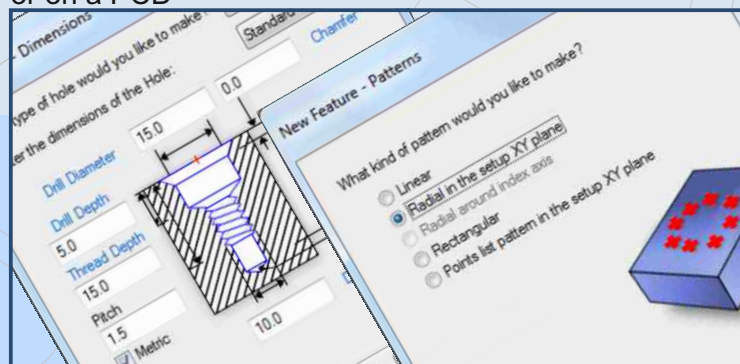 or on a PCD
- Dimensions
type of hole would you like to make?
Standard
Chamfer
er the dimensions of the Hole:
0.0
15.0
Drill Diameter
Drill Depth
5.0
Thread Depth
15.0
Pitch
1.5
Metric
10.0
New Feature - Patterns
What kind of pattern would you like to make?
Linear
Radial in the setup XY plane
Radial around index axis
Rectangular
Points list pattern in the setup XY plane